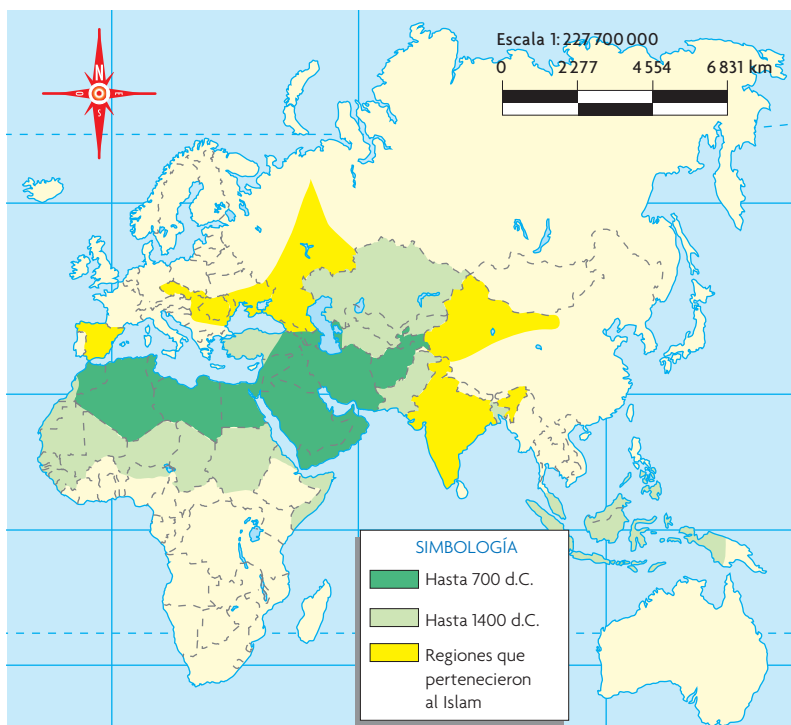 Escala 1:227 700 000
0 2 277 4 554 6 831 km
N
E
S
O
SIMBOLOGÍA
Hasta 700 d.C.
Hasta 1400 d.C.
Regiones que
pertenecieron
al Islam